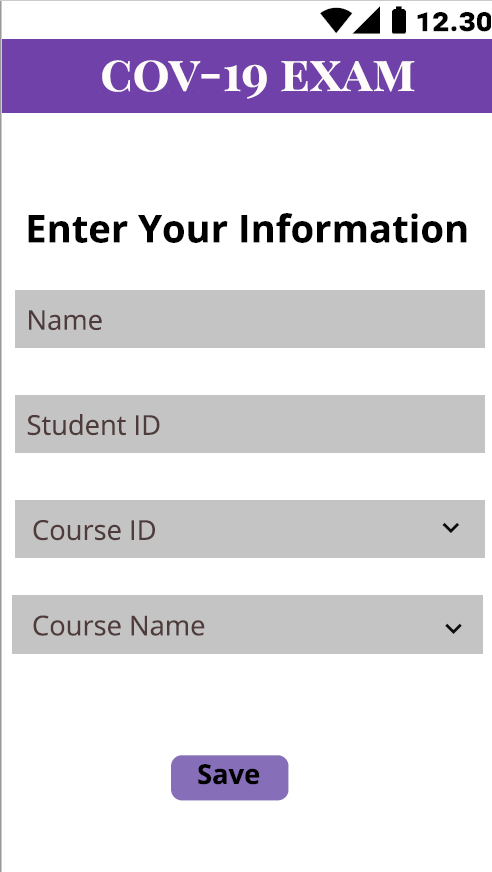 12.30
COV-19 EXAM
Enter Your Information
Name
Student ID
Course ID
Course Name
Save